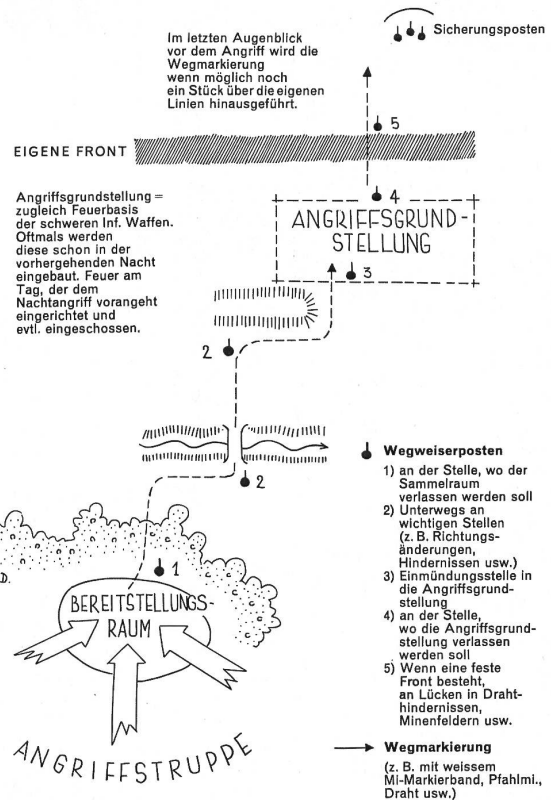 Sicherungsposten
Im letzten Augenblick
vor dem Angriff wird die
Wegmarkierung
wenn möglich noch
ein Stück über die eigenen
Linien hinausgeführt.
5
EIGENE FRONT
Angriffsgrundstellung =
zugleich Feuerbasis
der schweren Inf. Waffen.
Oftmals werden
diese schon in der
vorhergehenden Nacht
eingebaut. Feuer am
Tag, der dem
Nachtangriff vorangeht
eingerichtet und
evtl. eingeschossen.
4
ANGRIFFSGRUND-
STELLUNG
3
2
2
1
D.
BEREITSTELLUNGS-
RAUM
ANGRIFFSTRUPPE
Wegweiserposten
1) an der Stelle, wo der
Sammelraum
verlassen werden soll
2) Unterwegs an
wichtigen Stellen
(z. B. Richtungs-
änderungen,
Hindernissen usw.)
3) Einmündungsstelle in
die Angriffsgrund-
stellung
4) an der Stelle,
wo die Angriffsgrund-
stellung verlassen
werden soll
5) Wenn eine feste
Front besteht,
an Lücken in Draht-
hindernissen,
Minenfeldern usw.
Wegmarkierung
(z. B. mit weissem
Mi-Markierband, Pfahlmi.,
Draht usw.)